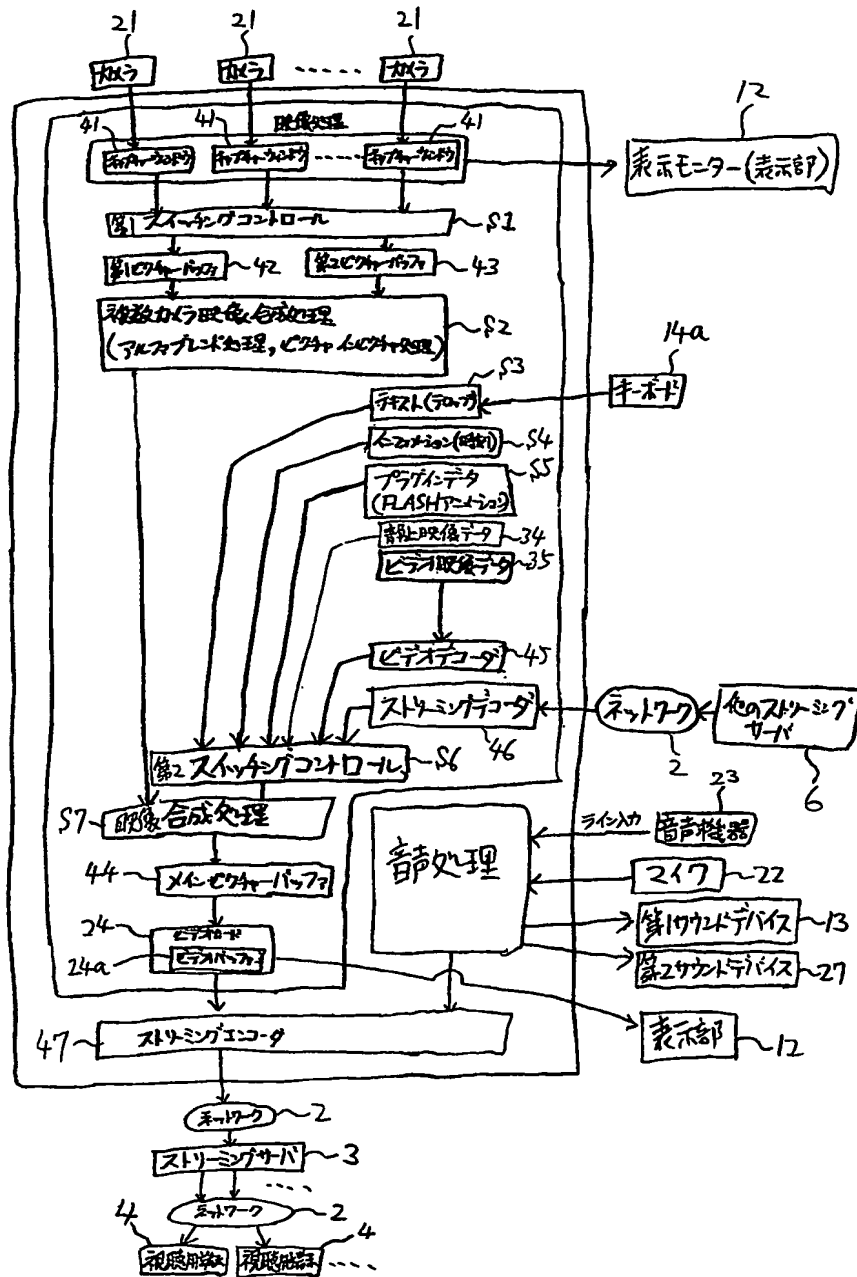 21 21 21
カメラ カメラ ..... カメラ
映像処理
41 41 41
キャプチャーウィンドウ キャプチャーウィンドウ ..... キャプチャーウィンドウ
12
表示モニター(表示部)
第1スイッチングコントロール S1
第1ピクチャーバッファ 42 第2ピクチャーバッファ 43
複数カメラ映像合成処理 S2
(アルファブレンド処理,ピクチャインピクチャ処理)
14a
キーボード
S3
テキスト(テロップ)
インフォメーション(時刻) S4
プラグインデータ S5
(FLASHアニメーション)
静止映像データ 34
ビデオ映像データ 35
ビデオデコーダ 45
ストリーミングデコーダ 46
ネットワーク 2
他のストリーミング
サーバ
6
第2スイッチングコントロール S6
S7 映像合成処理
44 メインピクチャーバッファ
24 ビデオカード
24a ビデオバッファ
音声処理
ライン入力
23
音声機器
マイク 22
第1サウンドデバイス 13
第2サウンドデバイス 27
表示部 12
47 ストリーミングエンコーダ
ネットワーク 2
ストリーミングサーバ 3
.....
ネットワーク 2
4 4
視聴用端末 視聴用端末 .....